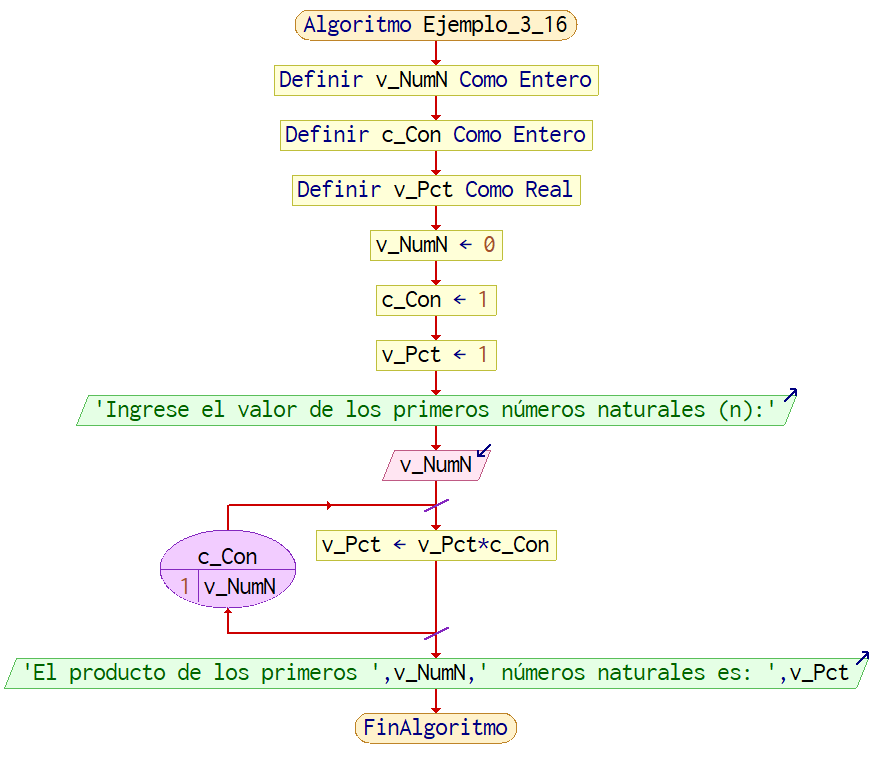 Algoritmo Ejemplo_3_16
Definir v_NumN Como Entero
Definir c_Con Como Entero
Definir v_Pct Como Real
v_NumN ← 0
c_Con ← 1
v_Pct ← 1
'Ingrese el valor de los primeros números naturales (n):'
v_NumN
v_Pct ← v_Pct*c_Con
c_Con
1 v_NumN
'El producto de los primeros ',v_NumN,' números naturales es: ',v_Pct
FinAlgoritmo